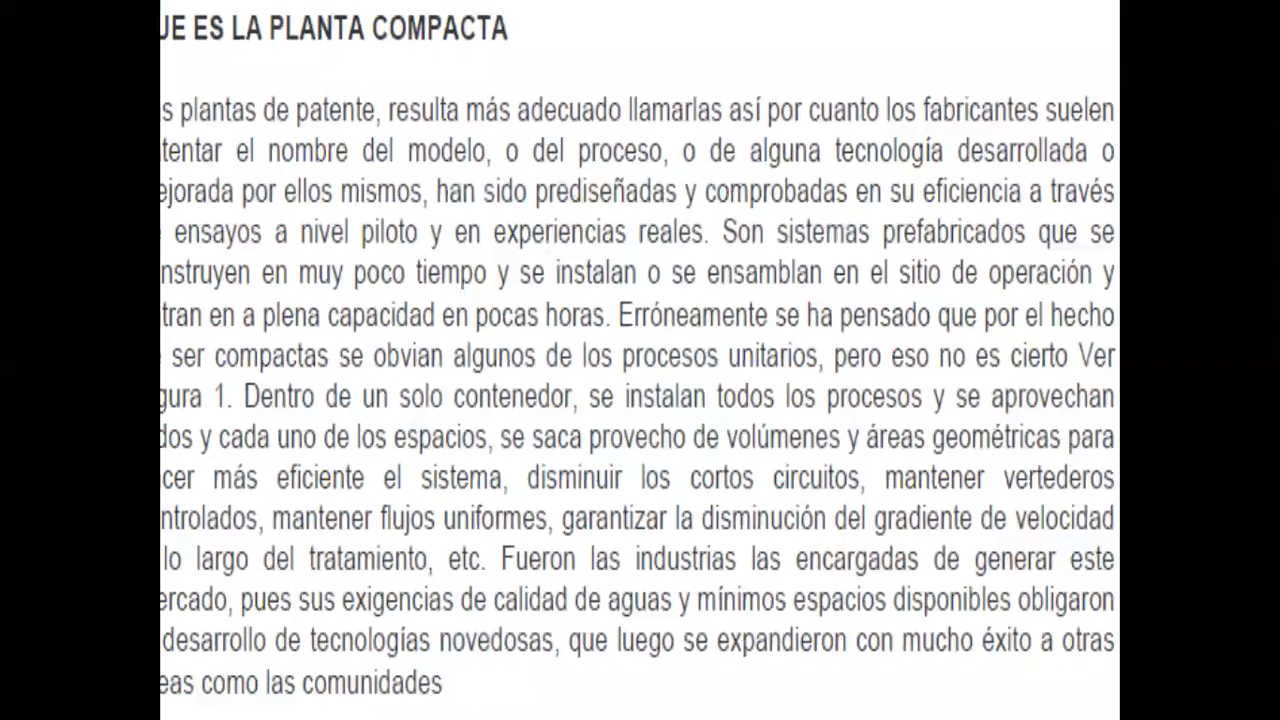 UE ES LA PLANTA COMPACTA
s plantas de patente, resulta más adecuado llamarlas así por cuanto los fabricantes suelen
tentar el nombre del modelo, o del proceso, o de alguna tecnología desarrollada o
ejorada por ellos mismos, han sido prediseñadas y comprobadas en su eficiencia a través
ensayos a nivel piloto y en experiencias reales. Son sistemas prefabricados que se
nstruyen en muy poco tiempo y se instalan o se ensamblan en el sitio de operación y
tran en a plena capacidad en pocas horas. Erróneamente se ha pensado que por el hecho
ser compactas se obvian algunos de los procesos unitarios, pero eso no es cierto Ver
gura 1. Dentro de un solo contenedor, se instalan todos los procesos y se aprovechan
dos y cada uno de los espacios, se saca provecho de volúmenes y áreas geométricas para
cer más eficiente el sistema, disminuir los cortos circuitos, mantener vertederos
ntrolados, mantener flujos uniformes, garantizar la disminución del gradiente de velocidad
lo largo del tratamiento, etc. Fueron las industrias las encargadas de generar este
ercado, pues sus exigencias de calidad de aguas y mínimos espacios disponibles obligaron
desarrollo de tecnologías novedosas, que luego se expandieron con mucho éxito a otras
eas como las comunidades